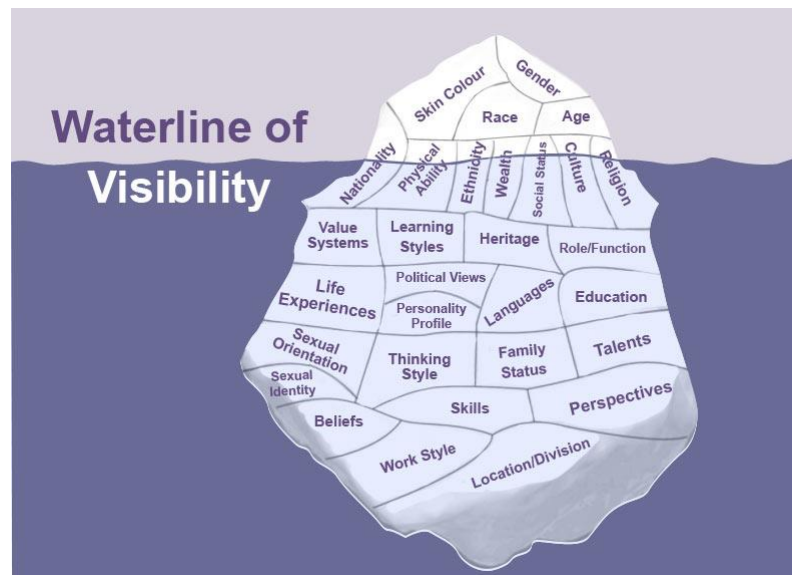 Waterline of
Visibility
Skin Colour
Gender
Race
Age
Nationality
Physical
Ability
Ethnicity
Wealth
Social Status
Culture
Religion
Value
Systems
Learning
Styles
Heritage
Role/Function
Life
Experiences
Political Views
Personality
Profile
Languages
Education
Sexual
Orientation
Sexual
Identity
Thinking
Style
Family
Status
Talents
Beliefs
Skills
Perspectives
Work Style
Location/Division